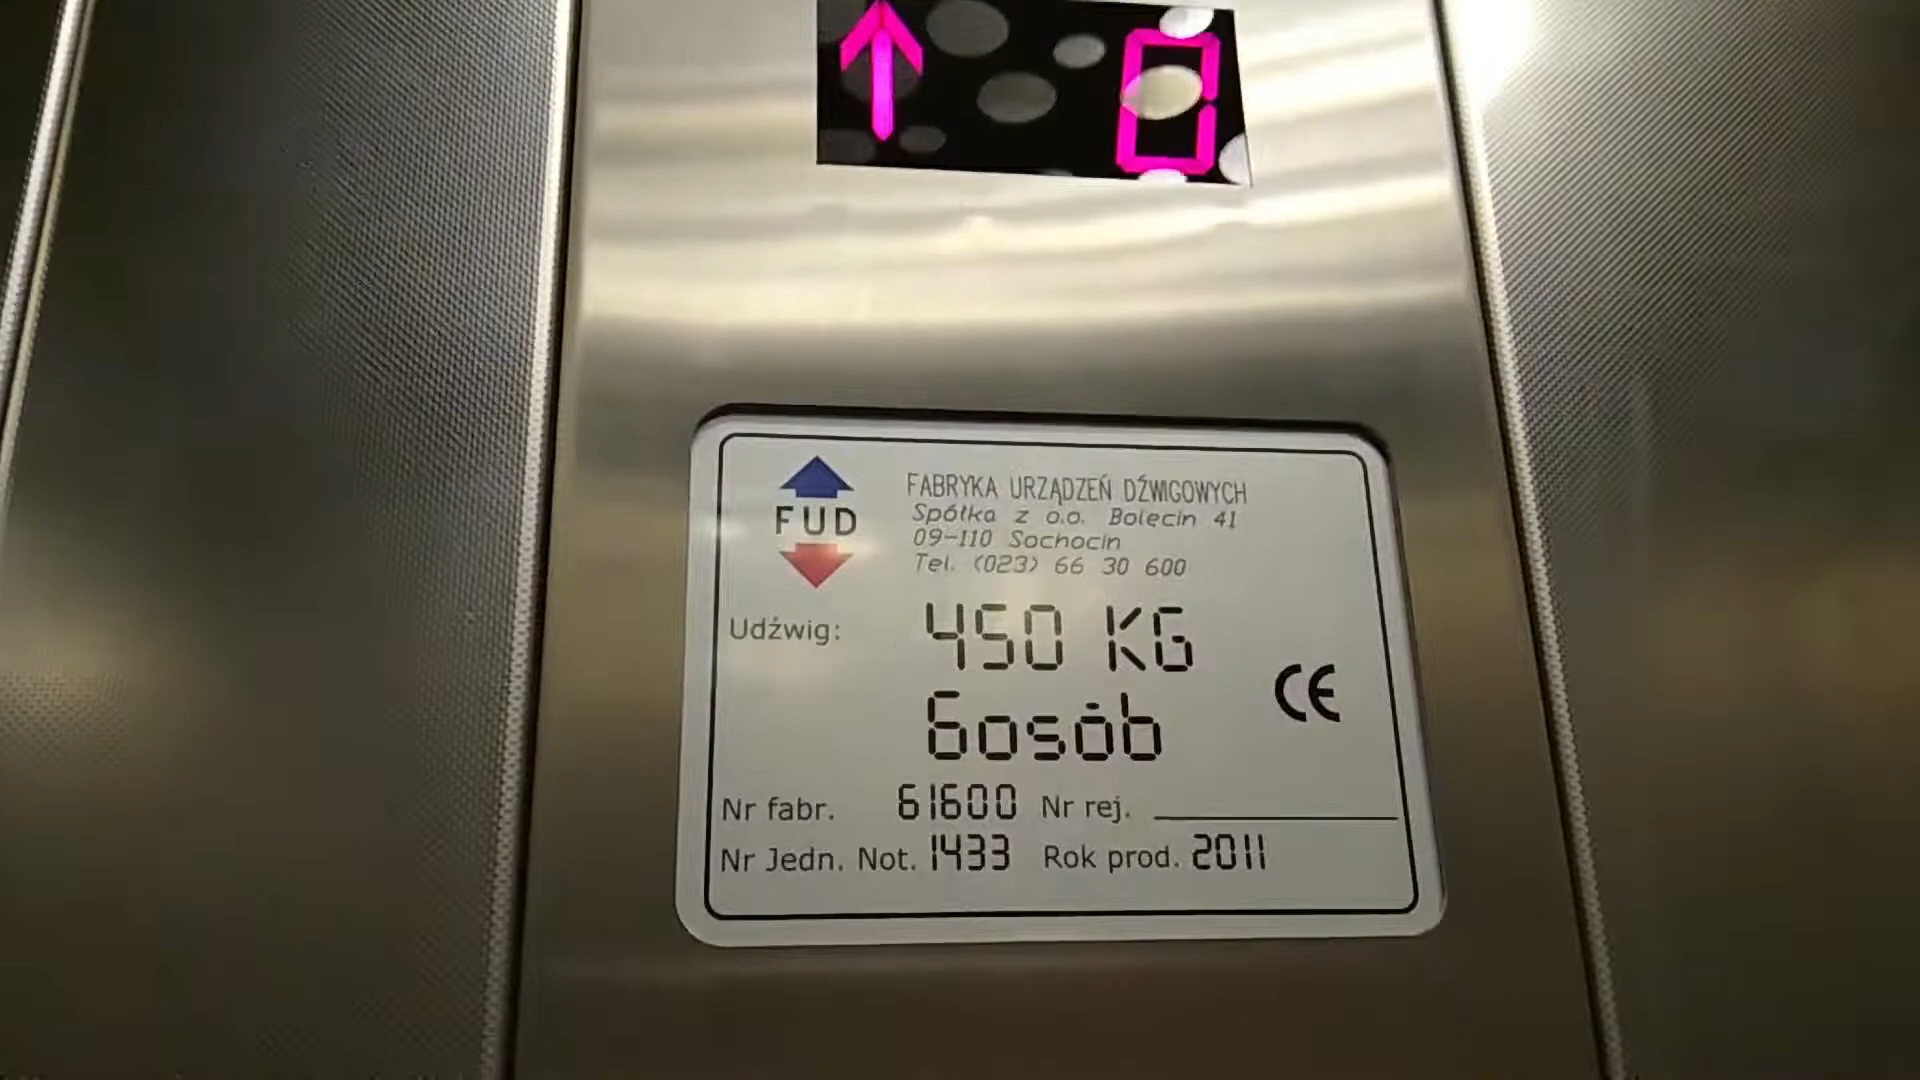 0
FUD
FABRYKA URZĄDZEŃ DŹWIGOWYCH
Spółka z o.o. Bolęcin 41
09-110 Sochocin
Tel. (023) 66 30 600
Udźwig: 450 KG
6osób
CE
Nr fabr. 61600 Nr rej.
Nr Jedn. Not. 1433 Rok prod. 2011